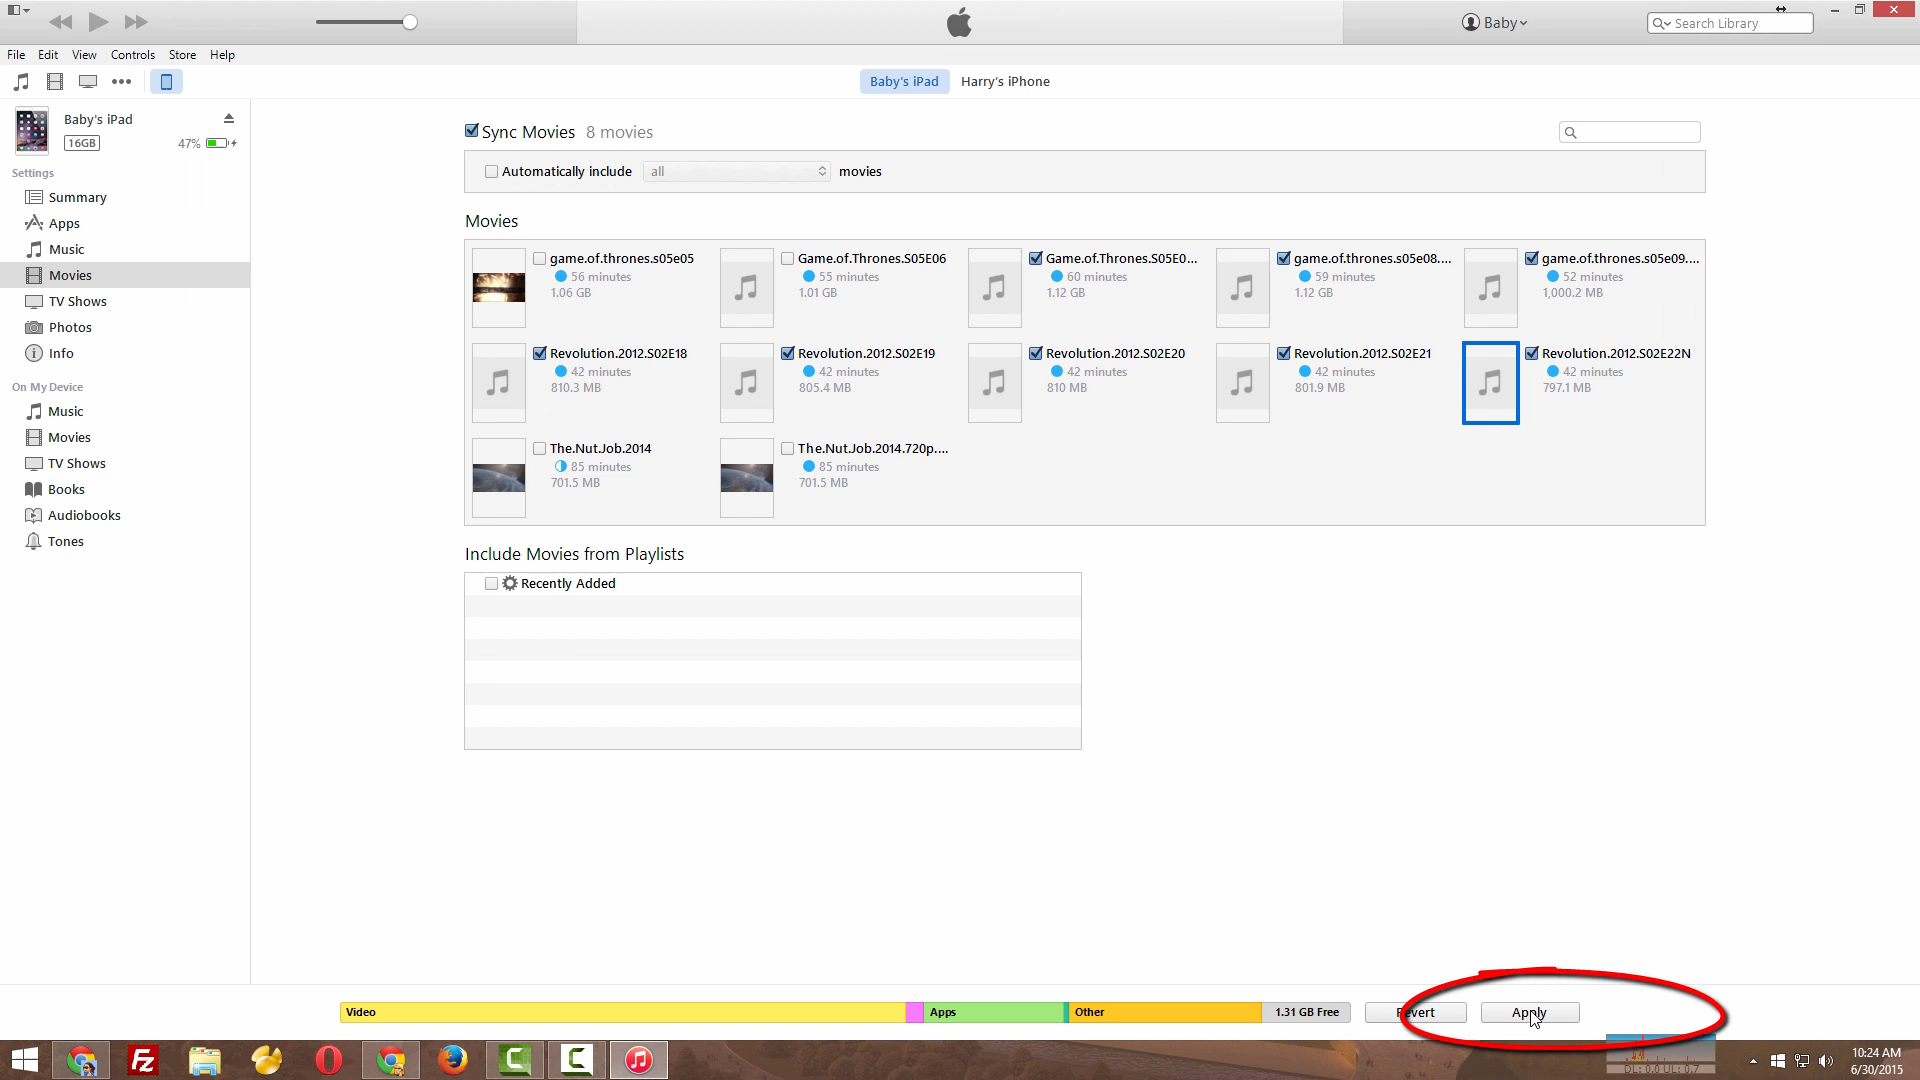 Baby
Search Library
File Edit View Controls Store Help
Baby's iPad Harry's iPhone
Baby's iPad
16GB 47%
Settings
Summary
Apps
Music
Movies
TV Shows
Photos
Info
On My Device
Music
Movies
TV Shows
Books
Audiobooks
Tones
Sync Movies 8 movies
Automatically include all movies
Movies
game.of.thrones.s05e05
56 minutes
1.06 GB
Game.of.Thrones.S05E06
55 minutes
1.01 GB
Game.of.Thrones.S05E0...
60 minutes
1.12 GB
game.of.thrones.s05e08....
59 minutes
1.12 GB
game.of.thrones.s05e09....
52 minutes
1,000.2 MB
Revolution.2012.S02E18
42 minutes
810.3 MB
Revolution.2012.S02E19
42 minutes
805.4 MB
Revolution.2012.S02E20
42 minutes
810 MB
Revolution.2012.S02E21
42 minutes
801.9 MB
Revolution.2012.S02E22N
42 minutes
797.1 MB
The.Nut.Job.2014
85 minutes
701.5 MB
The.Nut.Job.2014.720p....
85 minutes
701.5 MB
Include Movies from Playlists
Recently Added
Video Apps Other 1.31 GB Free Revert Apply
Fz
DL: 0.0 UL: 0.7
10:24 AM
6/30/2015